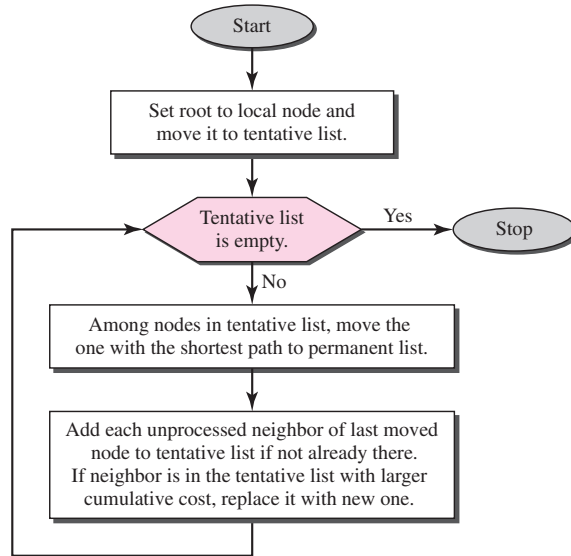 Start
Set root to local node and
move it to tentative list.
Tentative list
is empty.
Yes
Stop
No
Among nodes in tentative list, move the
one with the shortest path to permanent list.
Add each unprocessed neighbor of last moved
node to tentative list if not already there.
If neighbor is in the tentative list with larger
cumulative cost, replace it with new one.